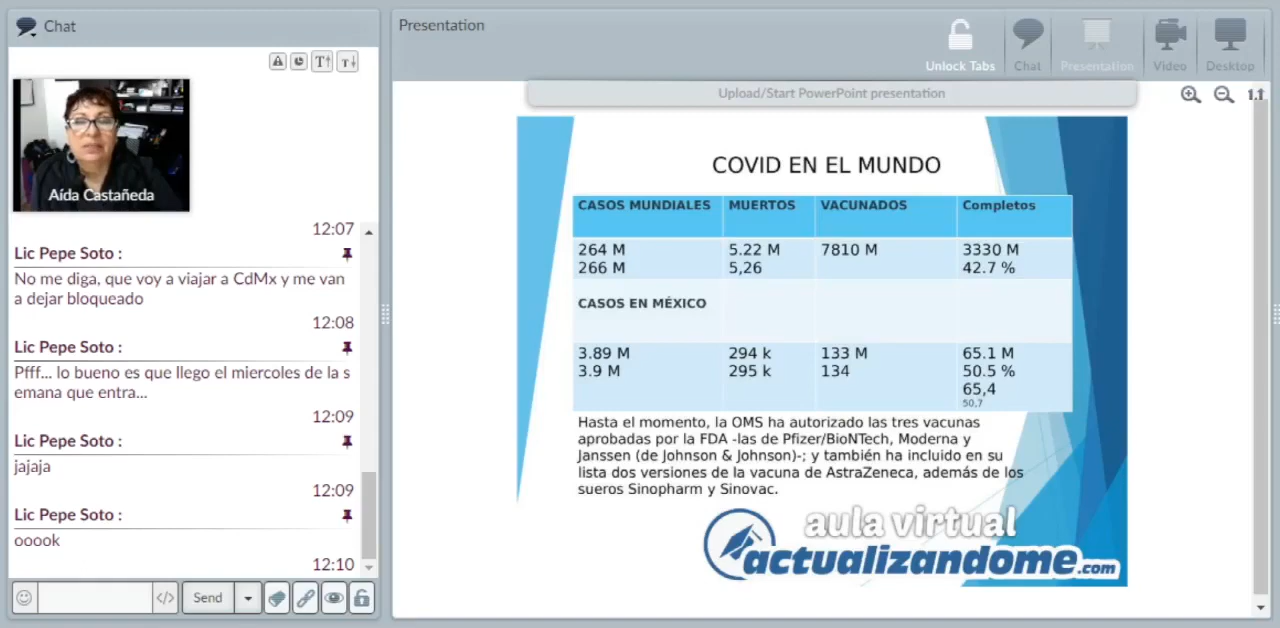 Chat
Aída Castañeda
12:07
Lic Pepe Soto :
No me diga, que voy a viajar a CdMx y me van
a dejar bloqueado
12:08
Lic Pepe Soto :
Pfff... lo bueno es que llego el miercoles de la s
emana que entra...
12:09
Lic Pepe Soto :
jajaja
12:09
Lic Pepe Soto :
ooook
12:10
Send
Presentation
Unlock Tabs
Chat
Presentation
Video
Desktop
Upload/Start PowerPoint presentation
1.1
COVID EN EL MUNDO
CASOS MUNDIALES MUERTOS VACUNADOS Completos
264 M 5.22 M 7810 M 3330 M
266 M 5,26 42.7 %
CASOS EN MÉXICO
3.89 M 294 k 133 M 65.1 M
3.9 M 295 k 134 50.5 %
65,4
50,7
Hasta el momento, la OMS ha autorizado las tres vacunas
aprobadas por la FDA -las de Pfizer/BioNTech, Moderna y
Janssen (de Johnson & Johnson)-; y también ha incluido en su
lista dos versiones de la vacuna de AstraZeneca, además de los
sueros Sinopharm y Sinovac.
aula virtual
actualizandome.com